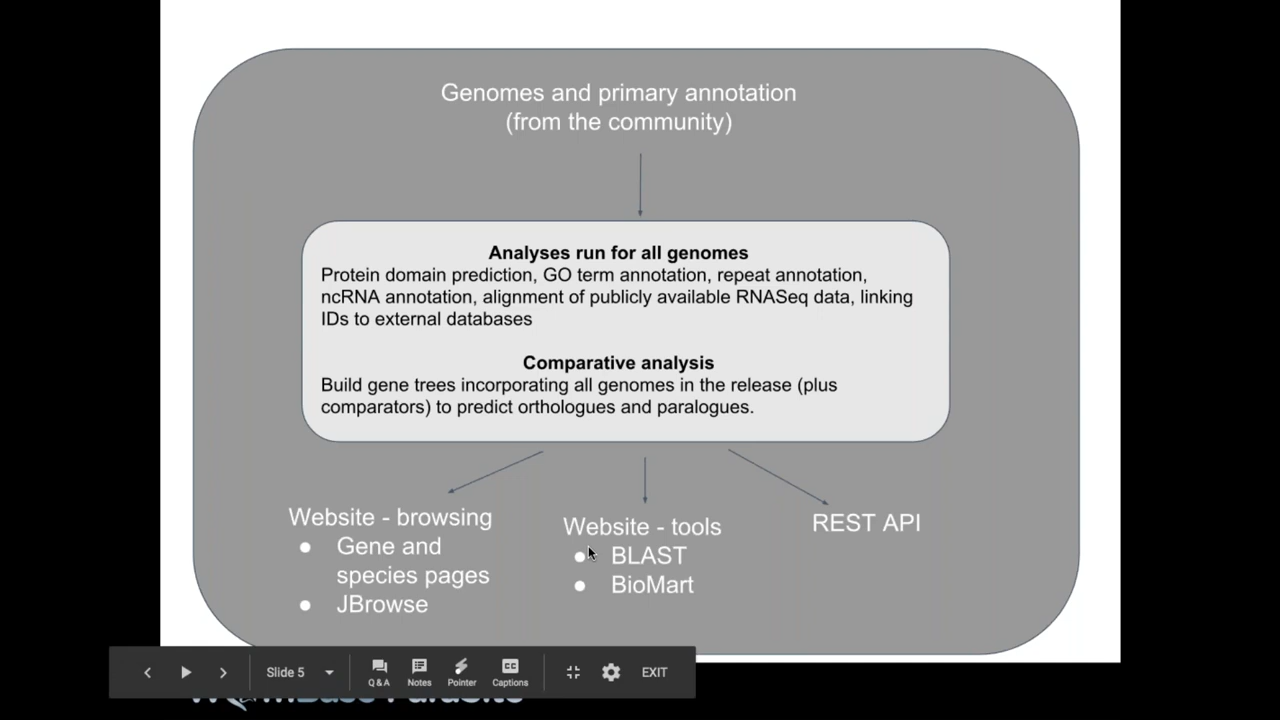 Genomes and primary annotation
(from the community)
Analyses run for all genomes
Protein domain prediction, GO term annotation, repeat annotation,
ncRNA annotation, alignment of publicly available RNASeq data, linking
IDs to external databases
Comparative analysis
Build gene trees incorporating all genomes in the release (plus
comparators) to predict orthologues and paralogues.
Website - browsing
● Gene and
species pages
● JBrowse
Website - tools
● BLAST
● BioMart
REST API
Slide 5
Q&A
Notes
Pointer
Captions
EXIT